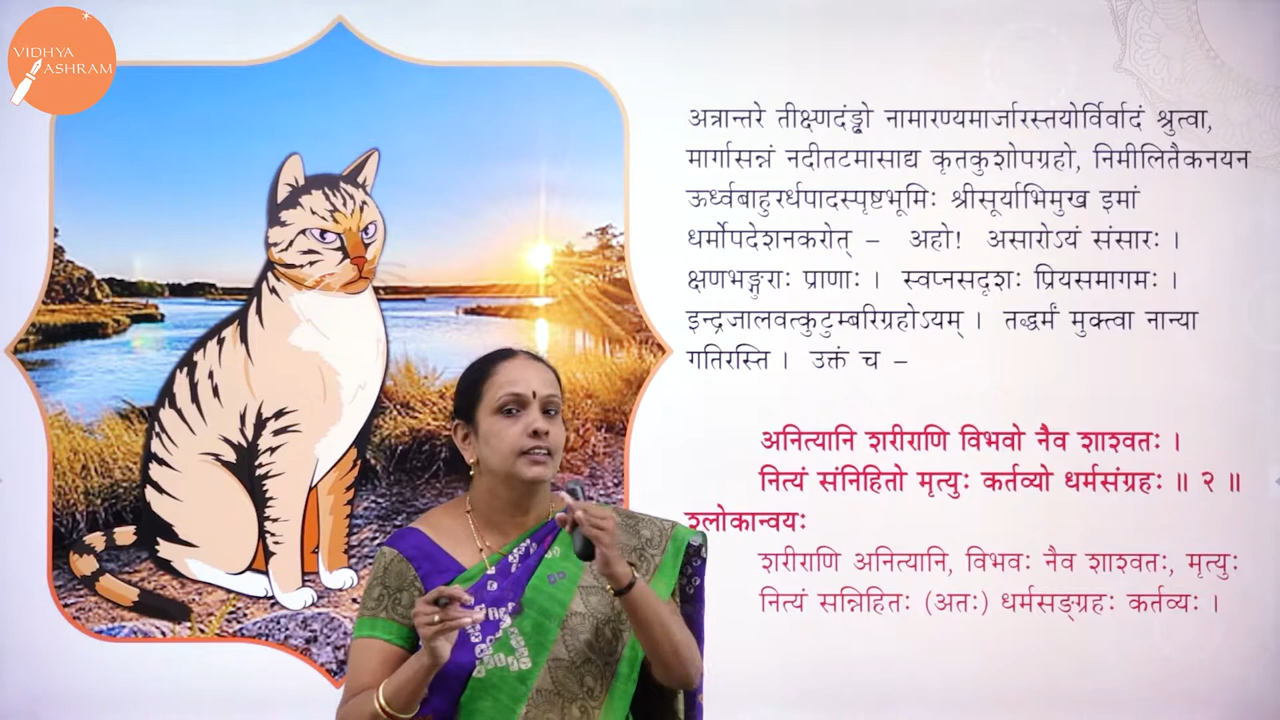 VIDHYA
ASHRAM
अत्रान्तरे तीक्ष्णदंष्ट्रो नामारण्यमार्जारस्तयोर्विर्वादं श्रुत्वा,
मार्गासन्नं नदीतटमासाद्य कृतकुशोपग्रहो, निमीलितैकनयन
ऊर्ध्वबाहुरर्धपादस्पृष्टभूमिः श्रीसूर्याभिमुख इमां
धर्मोपदेशनकरोत् – अहो! असारोऽयं संसारः ।
क्षणभङ्गुराः प्राणाः । स्वप्नसदृशः प्रियसमागमः ।
इन्द्रजालवत्कुटुम्बरिग्रहोऽयम् । तद्धर्मं मुक्त्वा नान्या
गतिरस्ति । उक्तं च –
अनित्यानि शरीराणि विभवो नैव शाश्वतः ।
नित्यं संनिहितो मृत्युः कर्तव्यो धर्मसंग्रहः ॥ २ ॥
श्लोकान्वयः
शरीराणि अनित्यानि, विभवः नैव शाश्वतः, मृत्युः
नित्यं सन्निहितः (अतः) धर्मसङ्ग्रहः कर्तव्यः ।